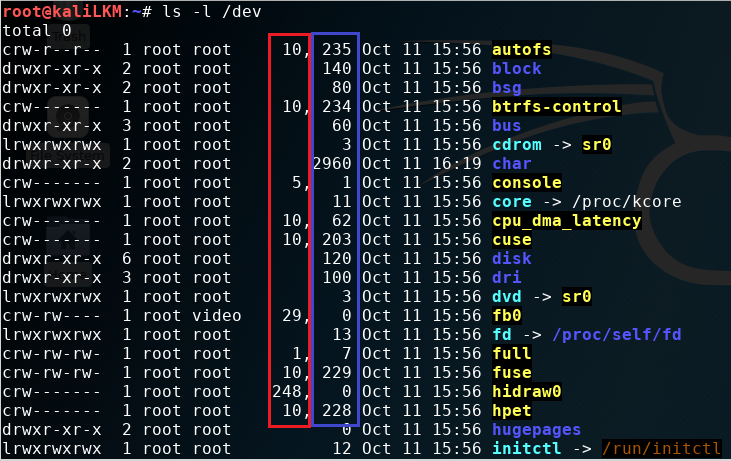 root@kaliLKM:~# ls -l /dev
total 0
crw-r--r-- 1 root root 10, 235 Oct 11 15:56 autofs
drwxr-xr-x 2 root root 140 Oct 11 15:56 block
drwxr-xr-x 2 root root 80 Oct 11 15:56 bsg
crw------- 1 root root 10, 234 Oct 11 15:56 btrfs-control
drwxr-xr-x 3 root root 60 Oct 11 15:56 bus
lrwxrwxrwx 1 root root 3 Oct 11 15:56 cdrom -> sr0
drwxr-xr-x 2 root root 2960 Oct 11 16:19 char
crw------- 1 root root 5, 1 Oct 11 15:56 console
lrwxrwxrwx 1 root root 11 Oct 11 15:56 core -> /proc/kcore
crw------- 1 root root 10, 62 Oct 11 15:56 cpu_dma_latency
crw------- 1 root root 10, 203 Oct 11 15:56 cuse
drwxr-xr-x 6 root root 120 Oct 11 15:56 disk
drwxr-xr-x 3 root root 100 Oct 11 15:56 dri
lrwxrwxrwx 1 root root 3 Oct 11 15:56 dvd -> sr0
crw-rw---- 1 root video 29, 0 Oct 11 15:56 fb0
lrwxrwxrwx 1 root root 13 Oct 11 15:56 fd -> /proc/self/fd
crw-rw-rw- 1 root root 1, 7 Oct 11 15:56 full
crw-rw-rw- 1 root root 10, 229 Oct 11 15:56 fuse
crw------- 1 root root 248, 0 Oct 11 15:56 hidraw0
crw------- 1 root root 10, 228 Oct 11 15:56 hpet
drwxr-xr-x 2 root root 0 Oct 11 15:56 hugepages
lrwxrwxrwx 1 root root 12 Oct 11 15:56 initctl -> /run/initctl